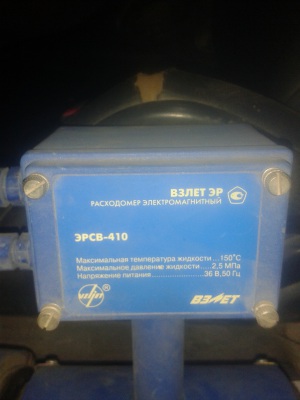 ВЗЛЕТ ЭР
РАСХОДОМЕР ЭЛЕКТРОМАГНИТНЫЙ
ЭРСВ-410
Максимальная температура жидкости ...150°С
Максимальное давление жидкости ...2,5 МПа
Напряжение питания ...36 В,50 Гц
ВЗЛЕТ